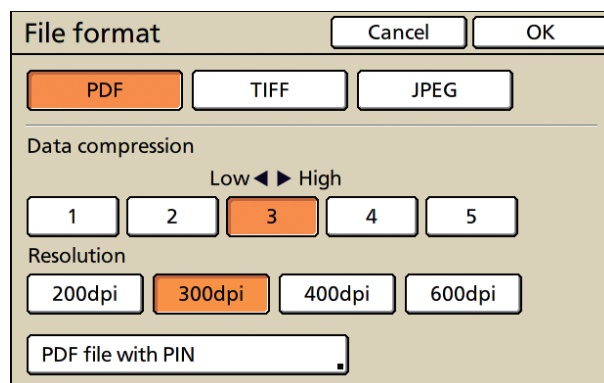 File format Cancel OK
PDF TIFF JPEG
Data compression
Low ◀ ▶ High
1 2 3 4 5
Resolution
200dpi 300dpi 400dpi 600dpi
PDF file with PIN